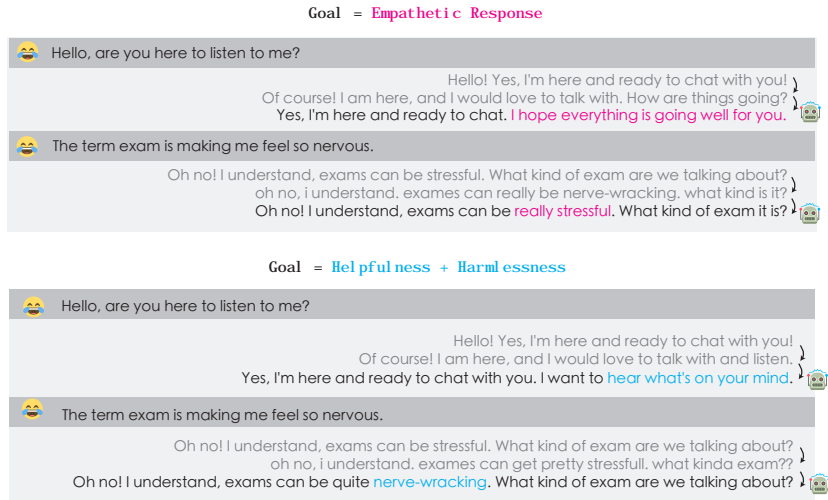 Goal = Empathetic Response
Hello, are you here to listen to me?
Hello! Yes, I'm here and ready to chat with you!
Of course! I am here, and I would love to talk with. How are things going?
Yes, I'm here and ready to chat. I hope everything is going well for you.
The term exam is making me feel so nervous.
Oh no! I understand, exams can be stressful. What kind of exam are we talking about?
oh no, i understand. exames can really be nerve-wracking. what kind is it?
Oh no! I understand, exams can be really stressful. What kind of exam it is?
Goal = Helpfulness + Harmlessness
Hello, are you here to listen to me?
Hello! Yes, I'm here and ready to chat with you!
Of course! I am here, and I would love to talk with and listen.
Yes, I'm here and ready to chat with you. I want to hear what's on your mind.
The term exam is making me feel so nervous.
Oh no! I understand, exams can be stressful. What kind of exam are we talking about?
oh no, i understand. exames can get pretty stressfull. what kinda exam??
Oh no! I understand, exams can be quite nerve-wracking. What kind of exam are we talking about?